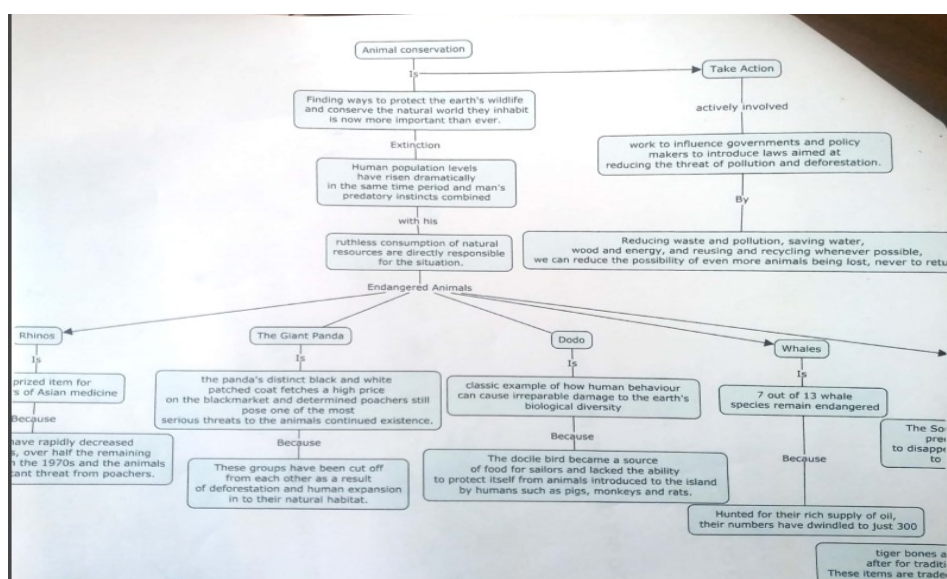 Animal conservation
Is
Take Action
Finding ways to protect the earth's wildlife
and conserve the natural world they inhabit
is now more important than ever.
actively involved
Extinction
work to influence governments and policy
makers to introduce laws aimed at
reducing the threat of pollution and deforestation.
Human population levels
have risen dramatically
in the same time period and man's
predatory instincts combined
By
with his
Reducing waste and pollution, saving water,
wood and energy, and reusing and recycling whenever possible,
we can reduce the possibility of even more animals being lost, never to retu
ruthless consumption of natural
resources are directly responsible
for the situation.
Endangered Animals
Rhinos
Is
prized item for
s of Asian medicine
Because
have rapidly decreased
s, over half the remaining
n the 1970s and the animals
tant threat from poachers.
The Giant Panda
Is
the panda's distinct black and white
patched coat fetches a high price
on the blackmarket and determined poachers still
pose one of the most
serious threats to the animals continued existence.
Because
These groups have been cut off
from each other as a result
of deforestation and human expansion
in to their natural habitat.
Dodo
Is
classic example of how human behaviour
can cause irreparable damage to the earth's
biological diversity
Because
The docile bird became a source
of food for sailors and lacked the ability
to protect itself from animals introduced to the island
by humans such as pigs, monkeys and rats.
Whales
Is
7 out of 13 whale
species remain endangered
Because
Hunted for their rich supply of oil,
their numbers have dwindled to just 300
The So
pre
to disapp
to
tiger bones a
after for tradit
These items are trade